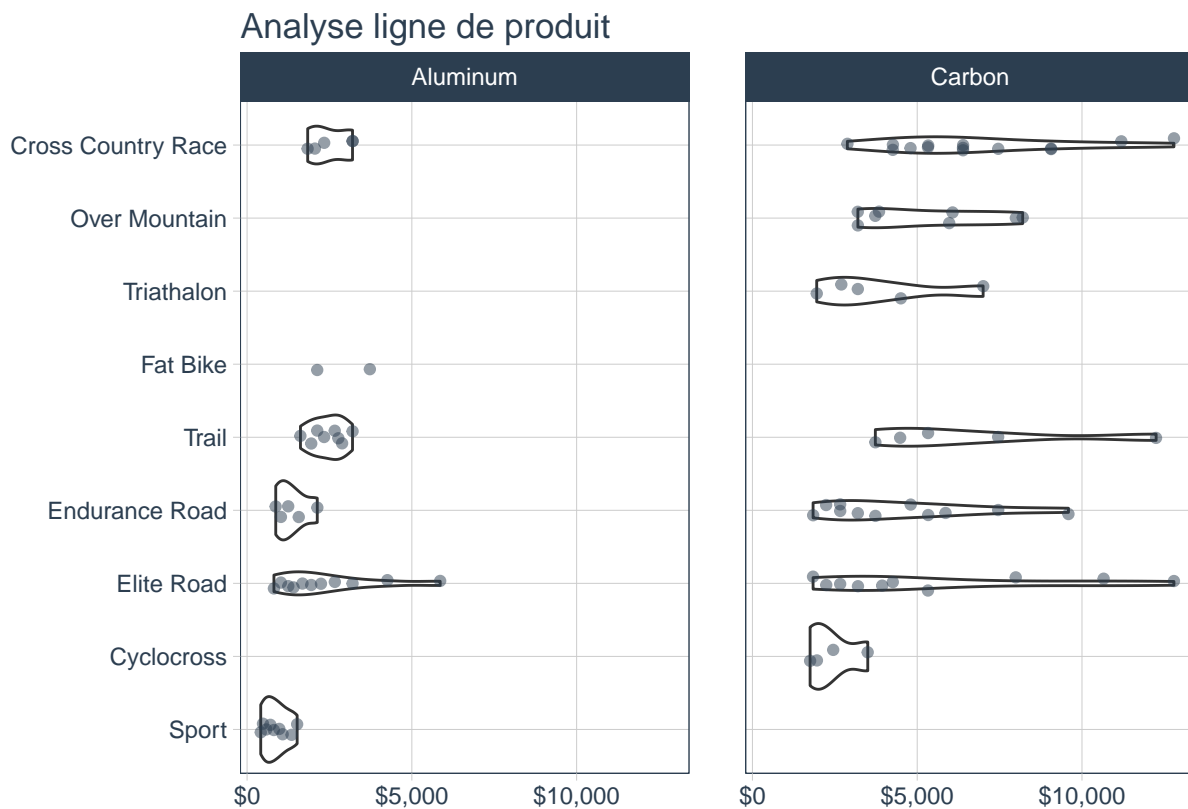 Analyse ligne de produit
Aluminum
Carbon
Cross Country Race
Over Mountain
Triathalon
Fat Bike
Trail
Endurance Road
Elite Road
Cyclocross
Sport
$0 $5,000 $10,000
$0 $5,000 $10,000